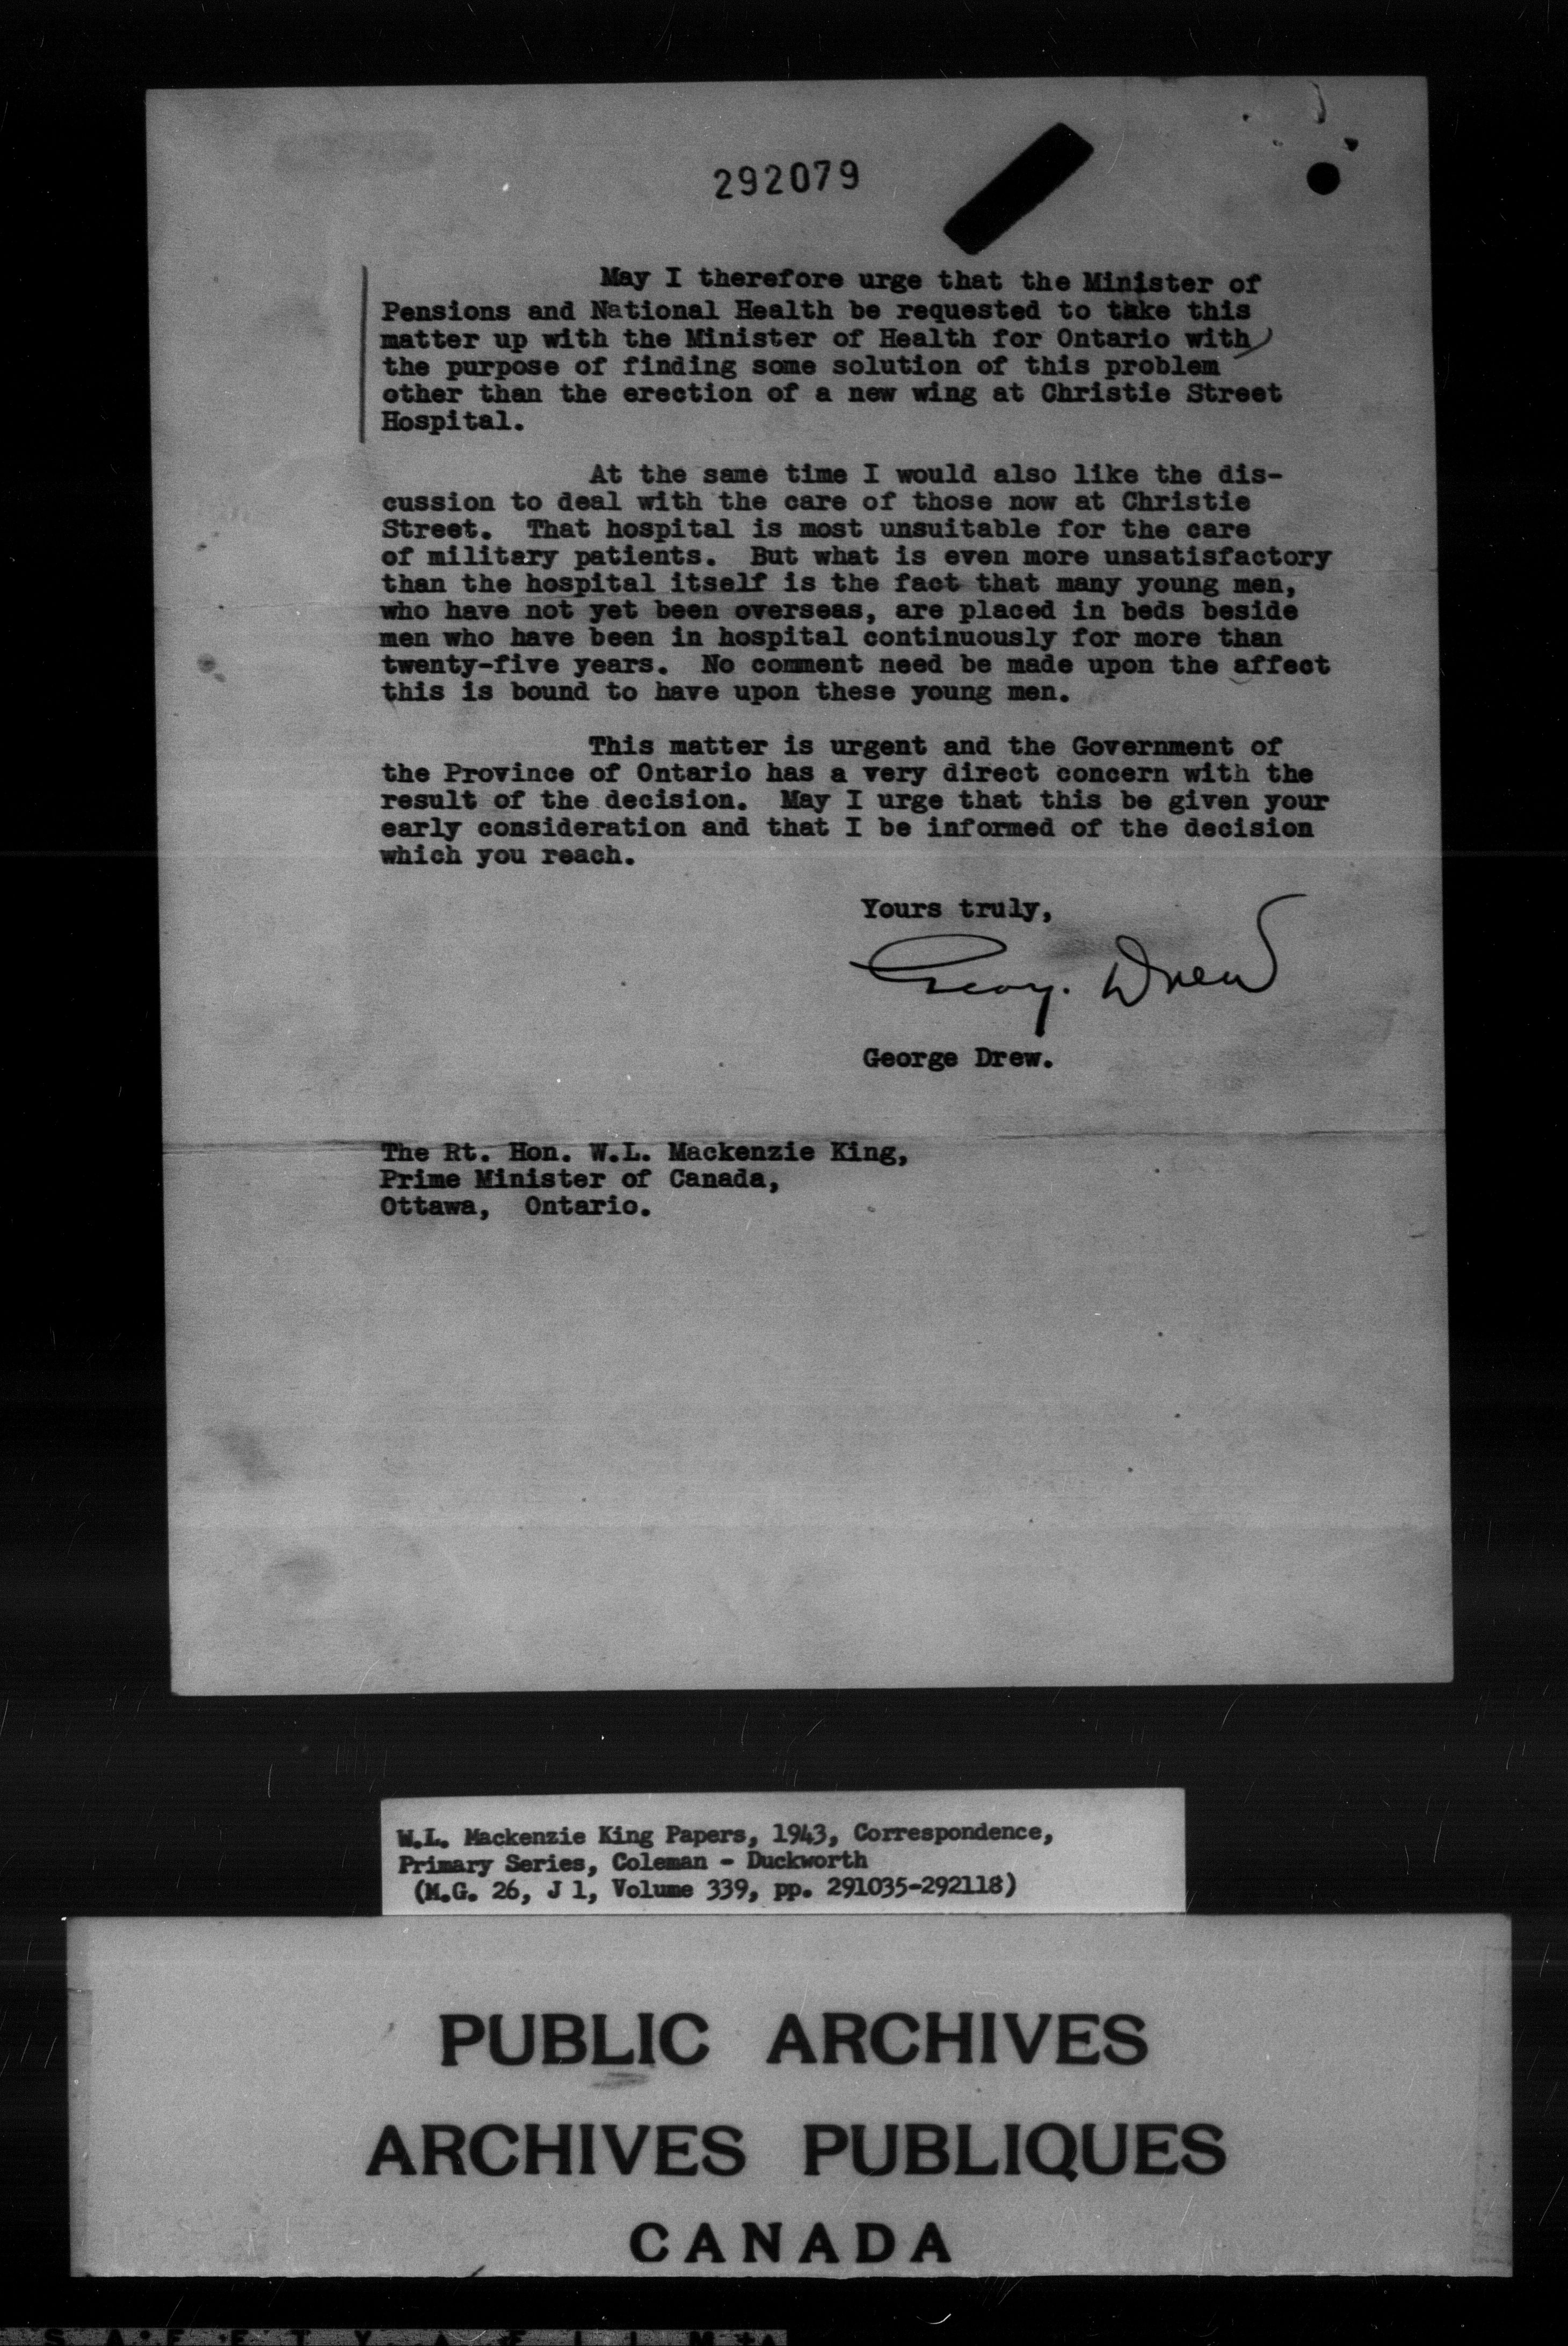 292079
May I therefore urge that the Minister of
Pensions and National Health be requested to take this
matter up with the Minister of Health for Ontario with
the purpose of finding some solution of this problem
other than the erection of a new wing at Christie Street
Hospital.
At the same time I would also like the dis-
cussion to deal with the care of those now at Christie
Street. That hospital is most unsuitable for the care
of military patients. But what is even more unsatisfactory
than the hospital itself is the fact that many young men,
who have not yet been overseas, are placed in beds beside
men who have been in hospital continuously for more than
twenty-five years. No comment need be made upon the affect
this is bound to have upon these young men.
This matter is urgent and the Government of
the Province of Ontario has a very direct concern with the
result of the decision. May I urge that this be given your
early consideration and that I be informed of the decision
which you reach.
Yours truly,
Geo. Drew
George Drew.
The Rt. Hon. W.L. Mackenzie King,
Prime Minister of Canada,
Ottawa, Ontario.
W.L. Mackenzie King Papers, 1943, Correspondence,
Primary Series, Coleman - Duckworth
(M.G. 26, J 1, Volume 339, pp. 291035-292118)
PUBLIC ARCHIVES
ARCHIVES PUBLIQUES
CANADA